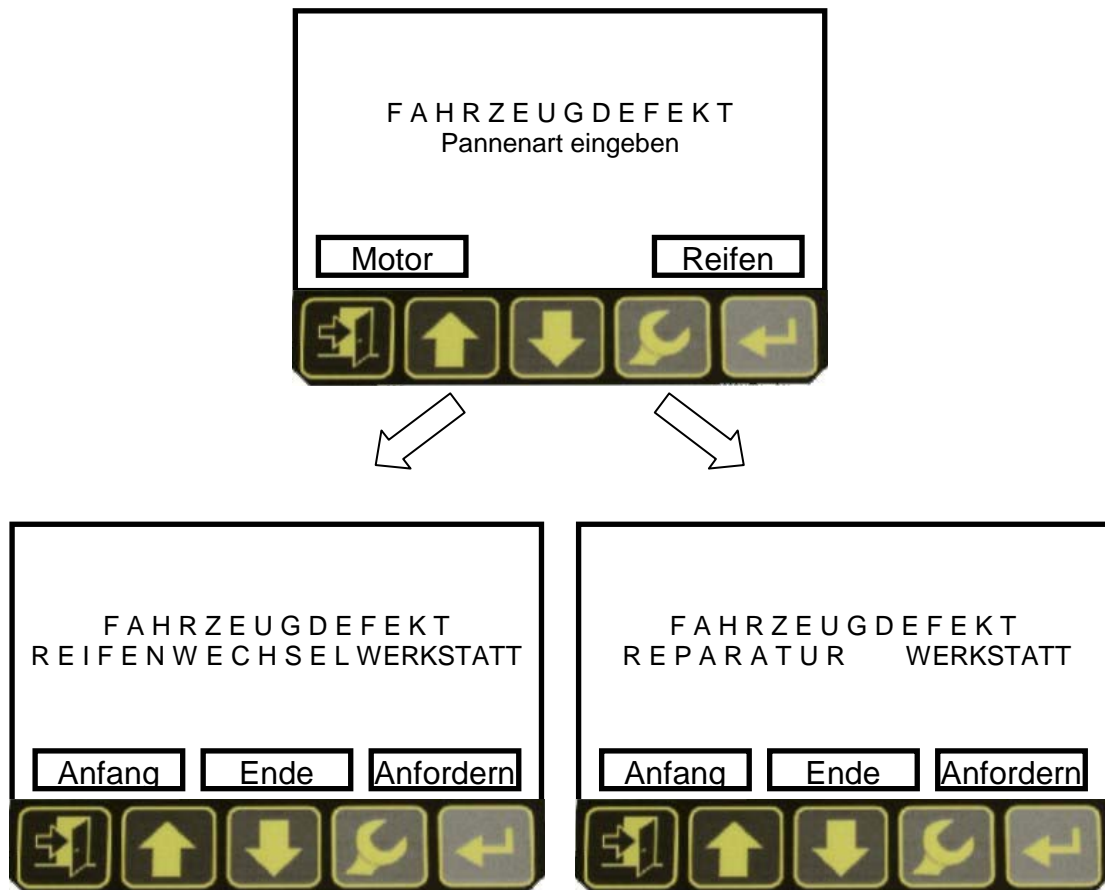 F A H R Z E U G D E F E K T
Pannenart eingeben
Motor Reifen
F A H R Z E U G D E F E K T
R E I F E N W E C H S E L WERKSTATT
Anfang Ende Anfordern
F A H R Z E U G D E F E K T
R E P A R A T U R WERKSTATT
Anfang Ende Anfordern